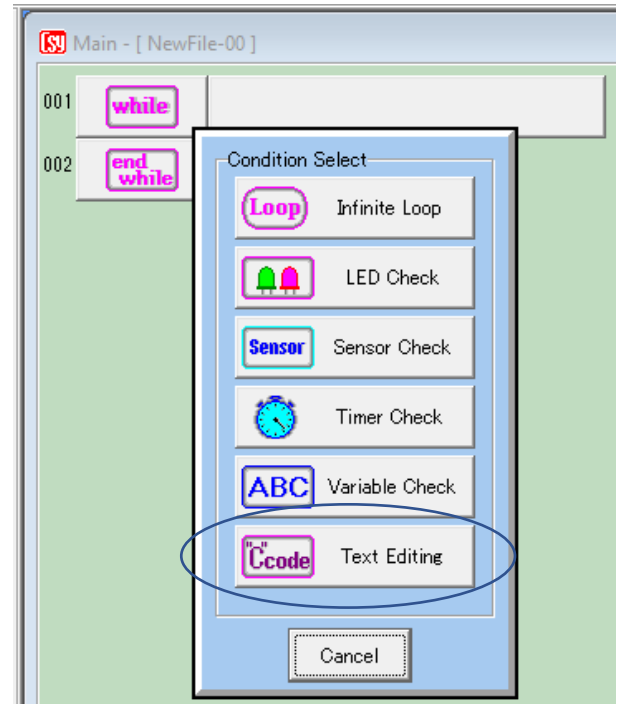 Main - [ NewFile-00 ]
001 while
002 end while
Condition Select
Loop Infinite Loop
LED Check
Sensor Sensor Check
Timer Check
ABC Variable Check
"C" code Text Editing
Cancel